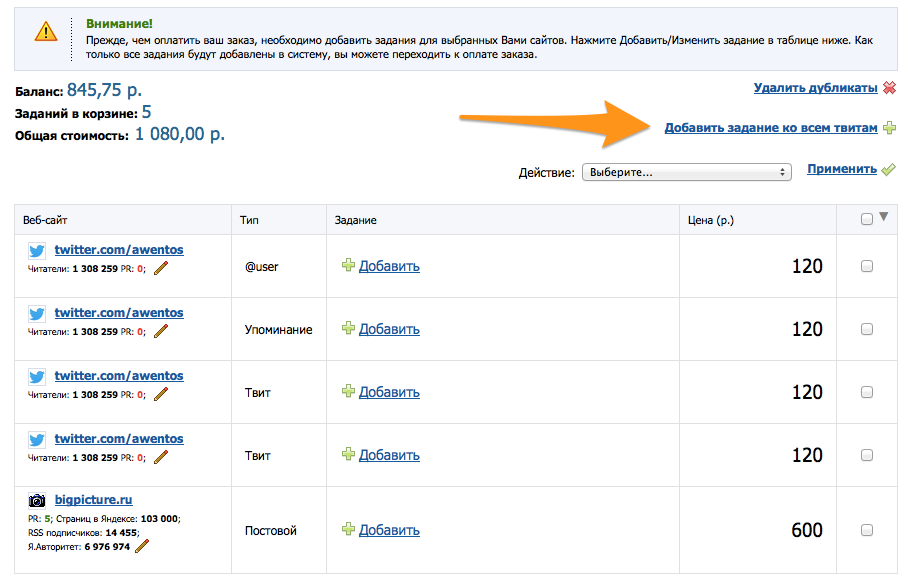 Внимание!
Прежде, чем оплатить ваш заказ, необходимо добавить задания для выбранных Вами сайтов. Нажмите Добавить/Изменить задание в таблице ниже. Как
только все задания будут добавлены в систему, вы можете переходить к оплате заказа.
Баланс: 845,75 р.
Удалить дубликаты
Заданий в корзине: 5
Добавить задание ко всем твитам
Общая стоимость: 1 080,00 р.
Действие: Выберите... Применить
Веб-сайт Тип Задание Цена (р.)
twitter.com/awentos
Читатели: 1 308 259 PR: 0;
@user Добавить 120
twitter.com/awentos
Читатели: 1 308 259 PR: 0;
Упоминание Добавить 120
twitter.com/awentos
Читатели: 1 308 259 PR: 0;
Твит Добавить 120
twitter.com/awentos
Читатели: 1 308 259 PR: 0;
Твит Добавить 120
bigpicture.ru
PR: 5; Страниц в Яндексе: 103 000;
RSS подписчиков: 14 455;
Я.Авторитет: 6 976 974
Постовой Добавить 600